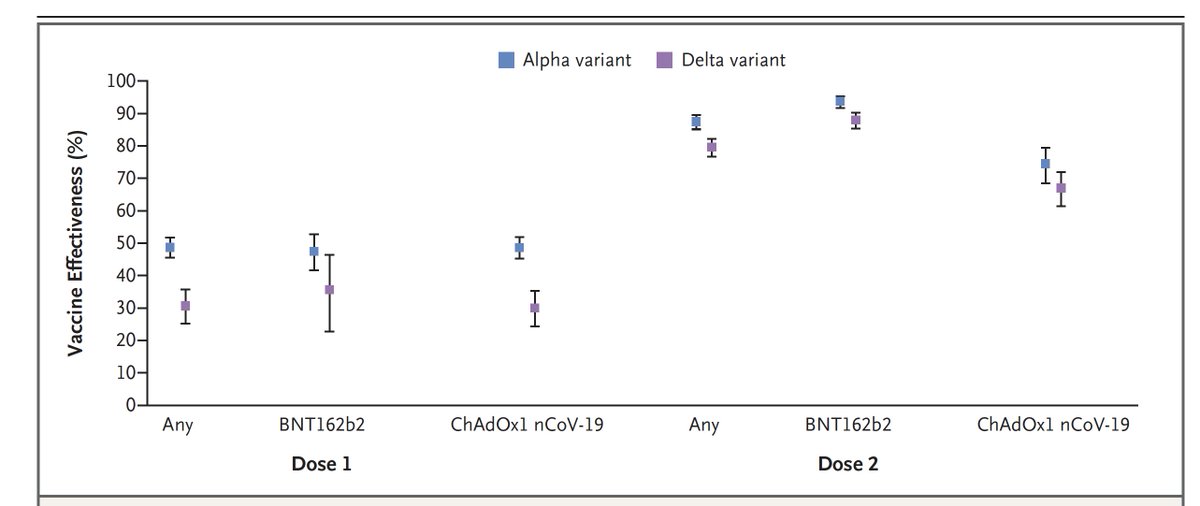 Alpha variant Delta variant
Vaccine Effectiveness (%)
100
90
80
70
60
50
40
30
20
10
0
Any BNT162b2 ChAdOx1 nCoV-19 Any BNT162b2 ChAdOx1 nCoV-19
Dose 1 Dose 2